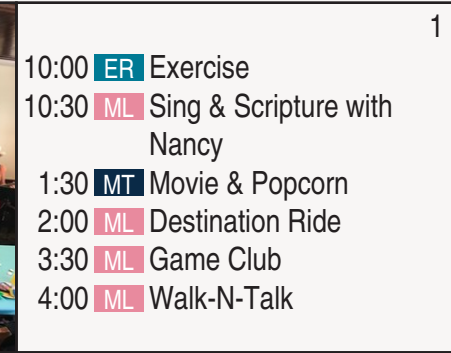 1
10:00 ER Exercise
10:30 ML Sing & Scripture with
Nancy
1:30 MT Movie & Popcorn
2:00 ML Destination Ride
3:30 ML Game Club
4:00 ML Walk-N-Talk